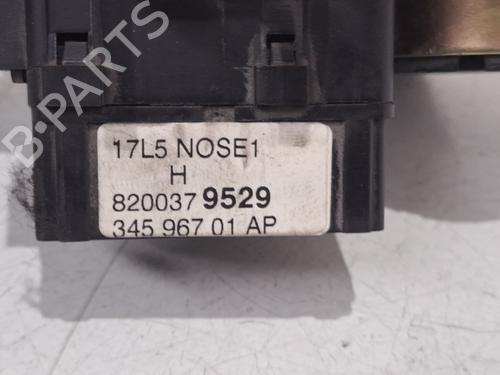 B-PARTS
17L5 NOSE1
H
820037 9529
345 967 01 AP